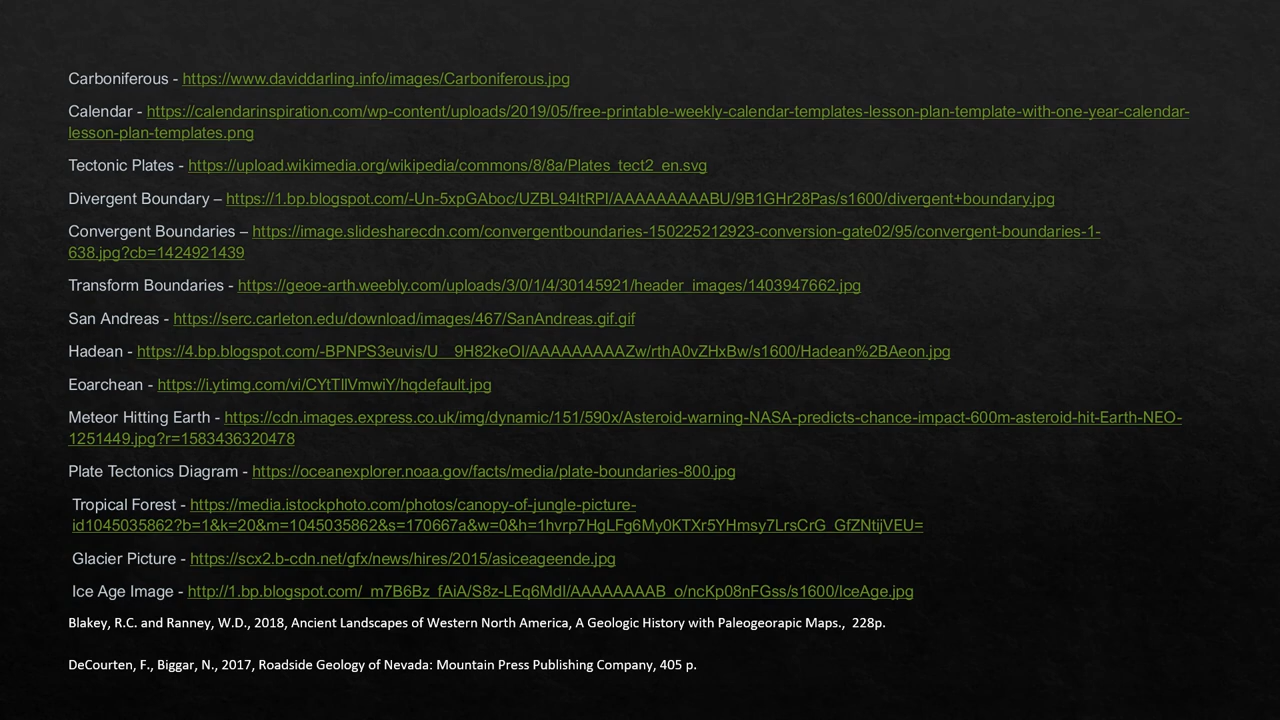 Carboniferous - https://www.daviddarling.info/images/Carboniferous.jpg
Calendar - https://calendarinspiration.com/wp-content/uploads/2019/05/free-printable-weekly-calendar-templates-lesson-plan-template-with-one-year-calendar-
lesson-plan-templates.png
Tectonic Plates - https://upload.wikimedia.org/wikipedia/commons/8/8a/Plates_tect2_en.svg
Divergent Boundary – https://1.bp.blogspot.com/-Un-5xpGAboc/UZBL94ltRPI/AAAAAAAAABU/9B1GHr28Pas/s1600/divergent+boundary.jpg
Convergent Boundaries – https://image.slidesharecdn.com/convergentboundaries-150225212923-conversion-gate02/95/convergent-boundaries-1-
638.jpg?cb=1424921439
Transform Boundaries - https://geoe-arth.weebly.com/uploads/3/0/1/4/30145921/header_images/1403947662.jpg
San Andreas - https://serc.carleton.edu/download/images/467/SanAndreas.gif.gif
Hadean - https://4.bp.blogspot.com/-BPNPS3euvis/U__9H82keOI/AAAAAAAAAZw/rthA0vZHxBw/s1600/Hadean%2BAeon.jpg
Eoarchean - https://i.ytimg.com/vi/CYtTlIVmwiY/hqdefault.jpg
Meteor Hitting Earth - https://cdn.images.express.co.uk/img/dynamic/151/590x/Asteroid-warning-NASA-predicts-chance-impact-600m-asteroid-hit-Earth-NEO-
1251449.jpg?r=1583436320478
Plate Tectonics Diagram - https://oceanexplorer.noaa.gov/facts/media/plate-boundaries-800.jpg
Tropical Forest - https://media.istockphoto.com/photos/canopy-of-jungle-picture-
id1045035862?b=1&k=20&m=1045035862&s=170667a&w=0&h=1hvrp7HgLFg6My0KTXr5YHmsy7LrsCrG_GfZNtijVEU=
Glacier Picture - https://scx2.b-cdn.net/gfx/news/hires/2015/asiceageende.jpg
Ice Age Image - http://1.bp.blogspot.com/_m7B6Bz_fAiA/S8z-LEq6MdI/AAAAAAAAB_o/ncKp08nFGss/s1600/IceAge.jpg
Blakey, R.C. and Ranney, W.D., 2018, Ancient Landscapes of Western North America, A Geologic History with Paleogeorapic Maps., 228p.
DeCourten, F., Biggar, N., 2017, Roadside Geology of Nevada: Mountain Press Publishing Company, 405 p.